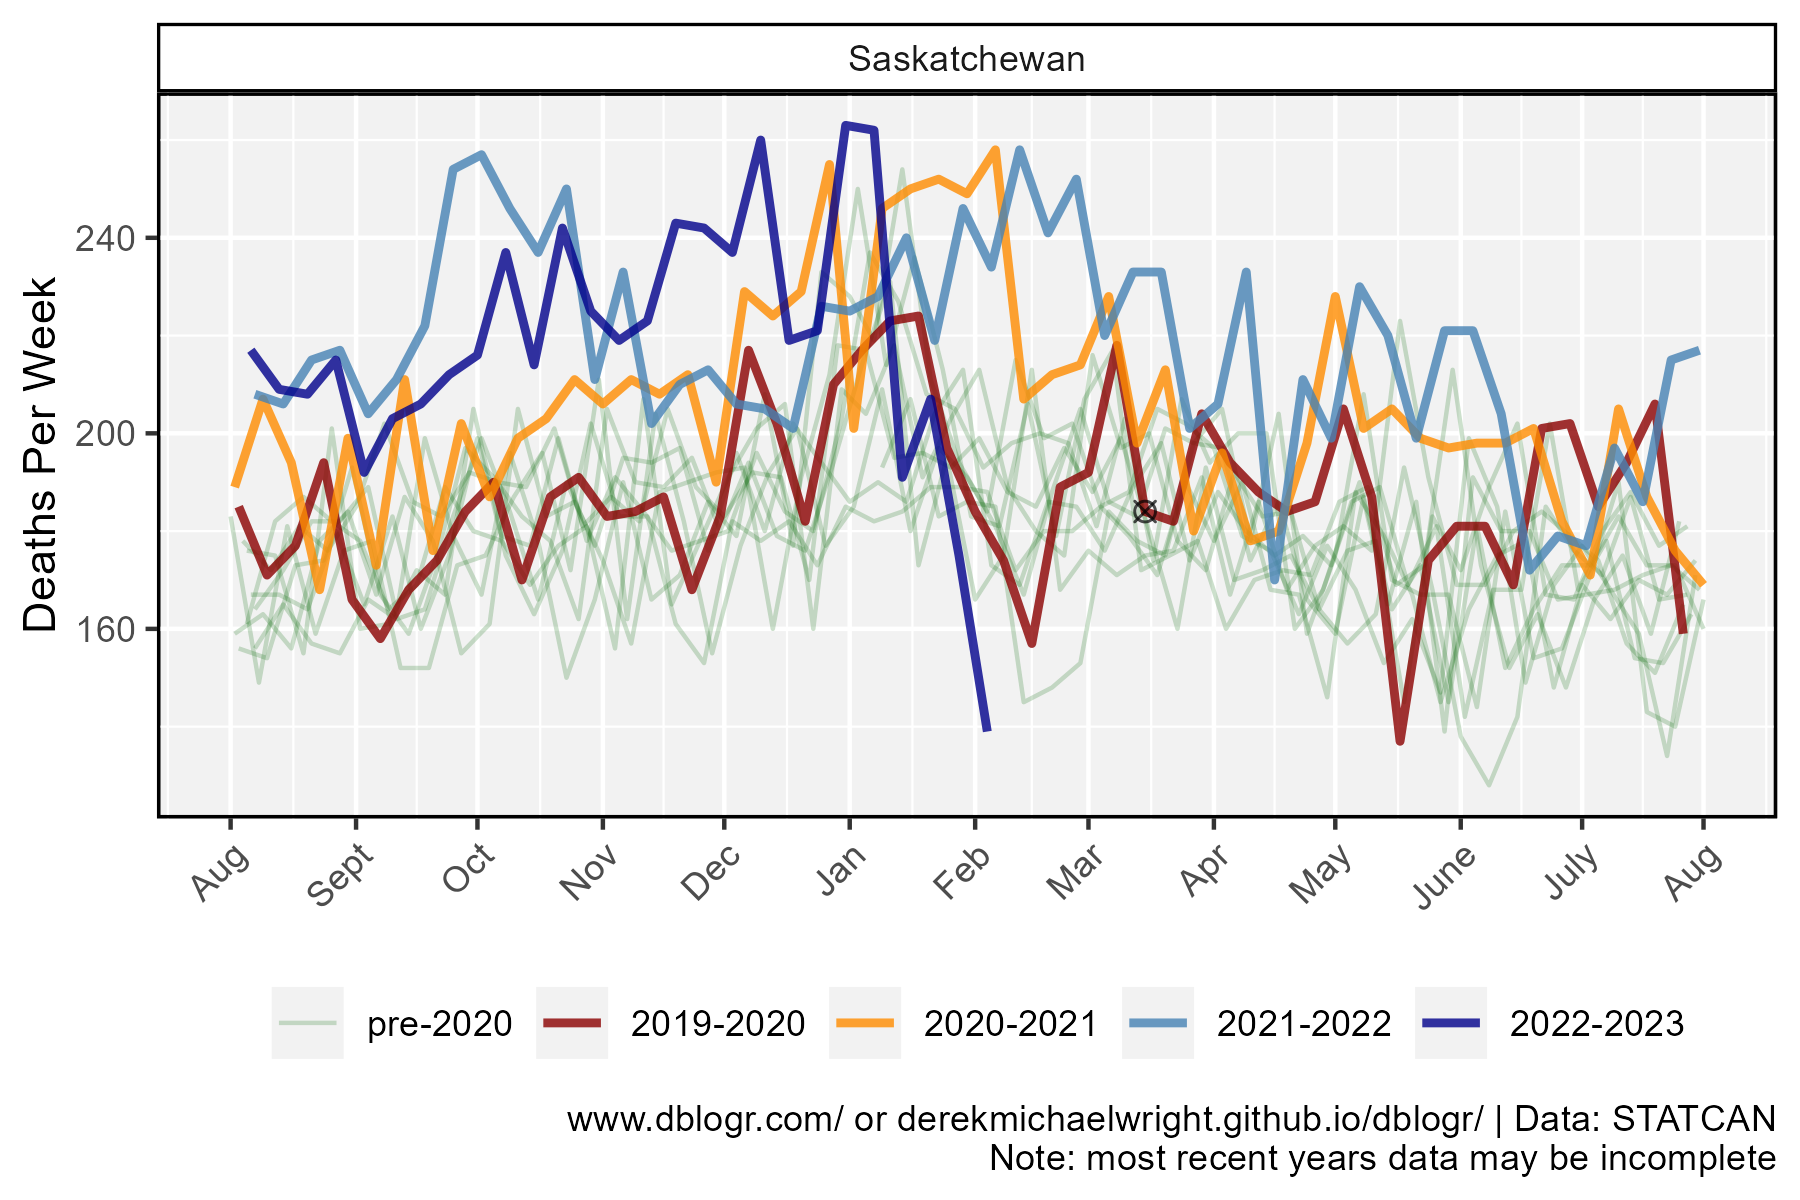 Saskatchewan
Deaths Per Week
240
200
160
Aug
Sept
Oct
Nov
Dec
Jan
Feb
Mar
Apr
May
June
July
Aug
pre-2020
2019-2020
2020-2021
2021-2022
2022-2023
www.dblogr.com/ or derekmichaelwright.github.io/dblogr/ | Data: STATCAN
Note: most recent years data may be incomplete